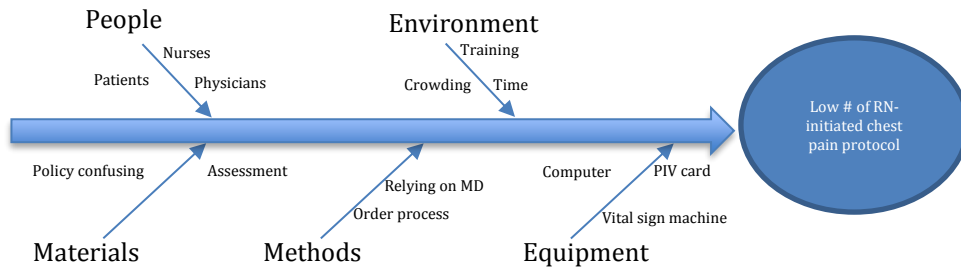 People
Environment
Nurses
Training
Patients
Physicians
Crowding
Time
Low # of RN-
initiated chest
pain protocol
Policy confusing
Assessment
Relying on MD
Order process
Computer
PIV card
Vital sign machine
Materials
Methods
Equipment